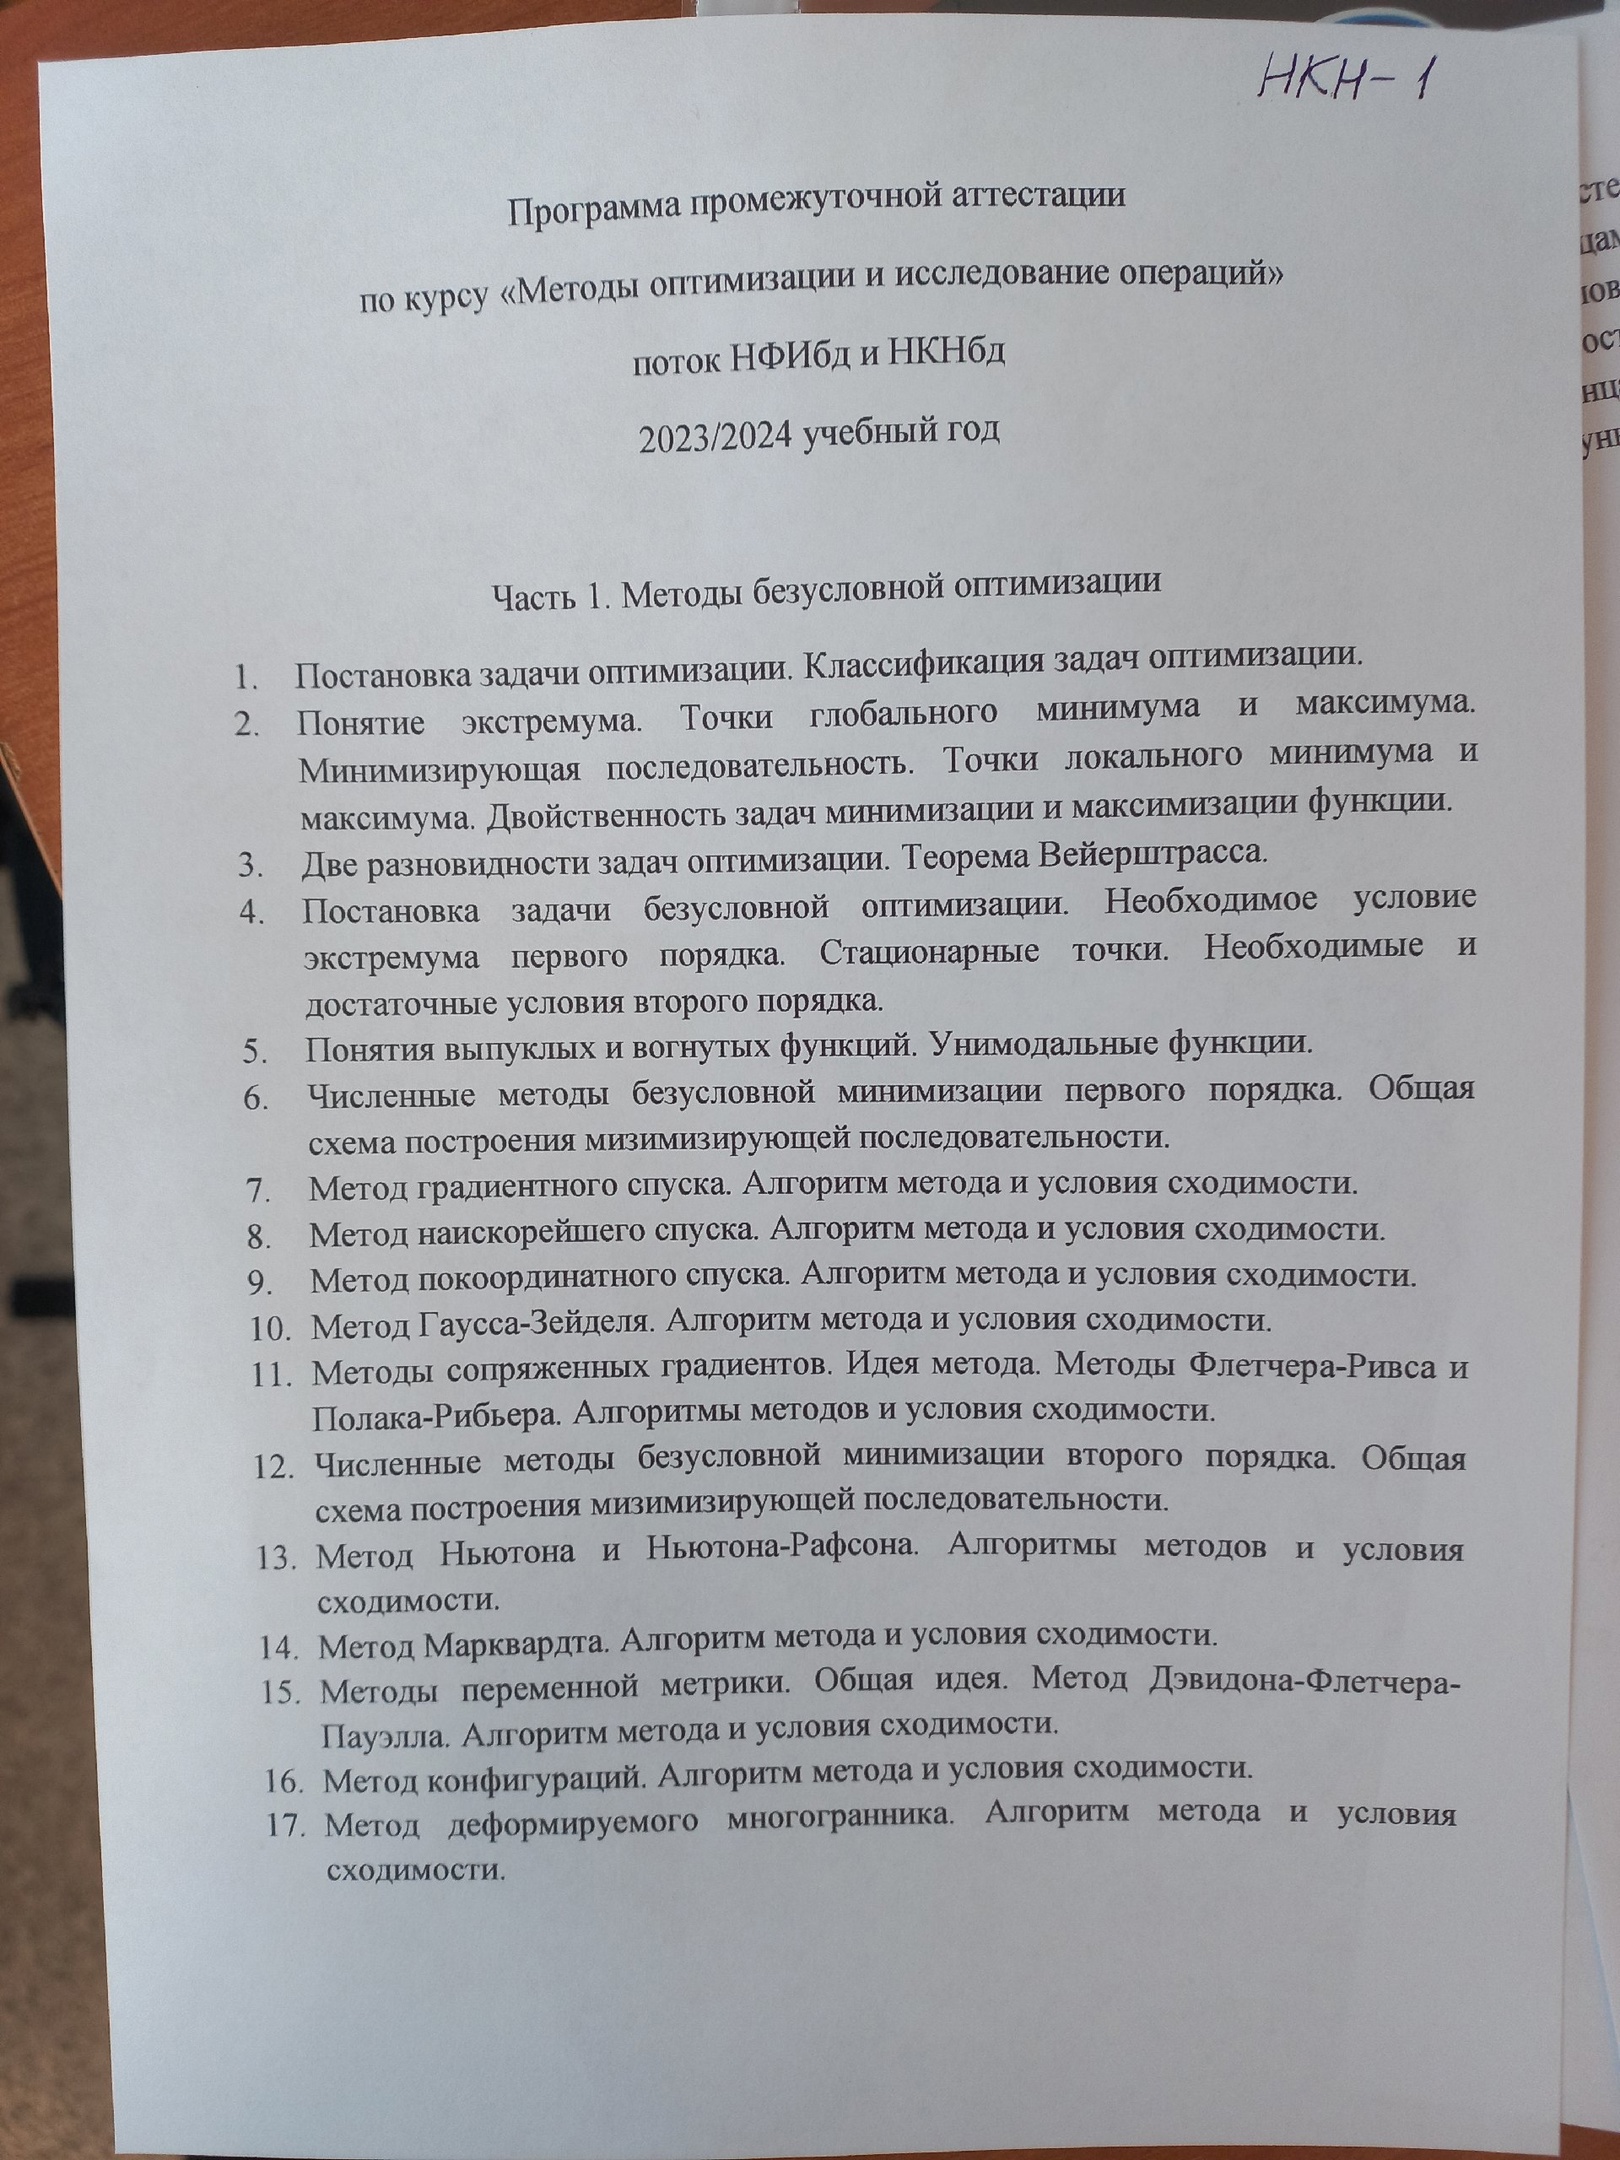 НКН-1
Программа промежуточной аттестации
по курсу «Методы оптимизации и исследование операций»
поток НФИбд и НКНбд
2023/2024 учебный год
Часть 1. Методы безусловной оптимизации
1. Постановка задачи оптимизации. Классификация задач оптимизации.
2. Понятие экстремума. Точки глобального минимума и максимума.
Минимизирующая последовательность. Точки локального минимума и
максимума. Двойственность задач минимизации и максимизации функции.
3. Две разновидности задач оптимизации. Теорема Вейерштрасса.
4. Постановка задачи безусловной оптимизации. Необходимое условие
экстремума первого порядка. Стационарные точки. Необходимые и
достаточные условия второго порядка.
5. Понятия выпуклых и вогнутых функций. Унимодальные функции.
6. Численные методы безусловной минимизации первого порядка. Общая
схема построения мизимизирующей последовательности.
7. Метод градиентного спуска. Алгоритм метода и условия сходимости.
8. Метод наискорейшего спуска. Алгоритм метода и условия сходимости.
9. Метод покоординатного спуска. Алгоритм метода и условия сходимости.
10. Метод Гаусса-Зейделя. Алгоритм метода и условия сходимости.
11. Методы сопряженных градиентов. Идея метода. Методы Флетчера-Ривса и
Полака-Рибьера. Алгоритмы методов и условия сходимости.
12. Численные методы безусловной минимизации второго порядка. Общая
схема построения мизимизирующей последовательности.
13. Метод Ньютона и Ньютона-Рафсона. Алгоритмы методов и условия
сходимости.
14. Метод Марквардта. Алгоритм метода и условия сходимости.
15. Методы переменной метрики. Общая идея. Метод Дэвидона-Флетчера-
Пауэлла. Алгоритм метода и условия сходимости.
16. Метод конфигураций. Алгоритм метода и условия сходимости.
17. Метод деформируемого многогранника. Алгоритм метода и условия
сходимости.